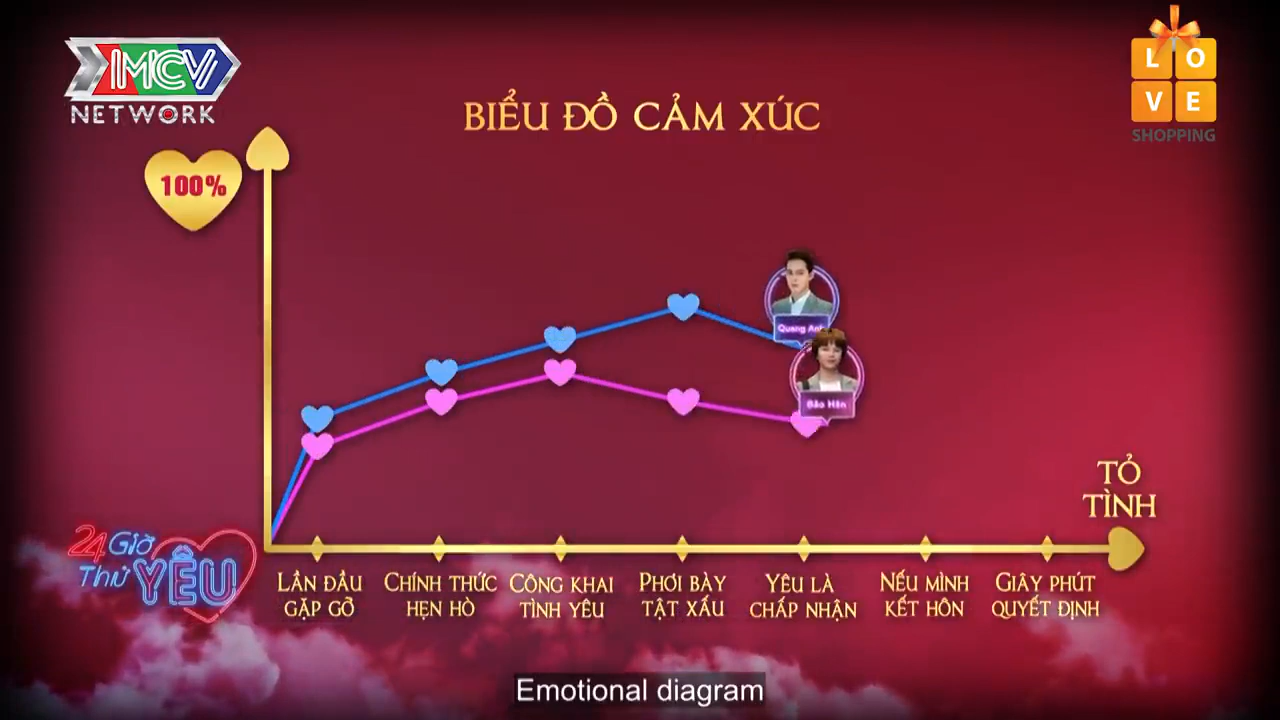 MCV
NETWORK
L O
V E
SHOPPING
BIỂU ĐỒ CẢM XÚC
100%
Quang Anh
Bảo Hân
TỎ
TÌNH
24 Giờ
Thử YÊU
LẦN ĐẦU
GẶP GỠ
CHÍNH THỨC
HẸN HÒ
CÔNG KHAI
TÌNH YÊU
PHƠI BÀY
TẬT XẤU
YÊU LÀ
CHẤP NHẬN
NẾU MÌNH
KẾT HÔN
GIÂY PHÚT
QUYẾT ĐỊNH
Emotional diagram